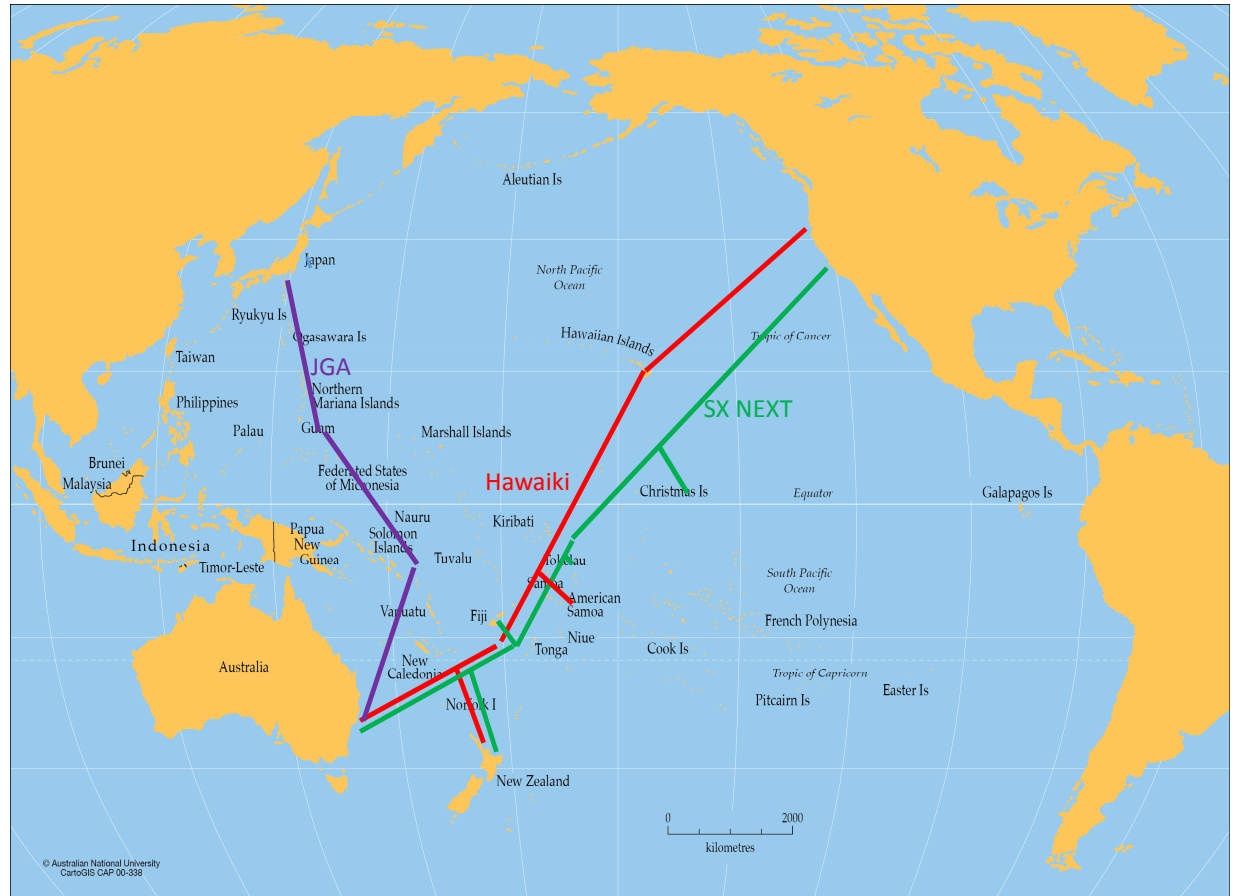 Aleutian Is
Japan
North Pacific
Ocean
Ryukyu Is
Ogasawara Is
Hawaiian Islands
Tropic of Cancer
Taiwan
JGA
Northern
Mariana Islands
Philippines
SX NEXT
Guam
Palau
Marshall Islands
Brunei
Malaysia
Federated States
of Micronesia
Hawaiki
Christmas Is
Equator
Galapagos Is
Nauru
Kiribati
Papua
New
Guinea
Solomon
Islands
Indonesia
Tuvalu
Tokelau
Timor-Leste
South Pacific
Ocean
Samoa
American
Samoa
Vanuatu
Fiji
French Polynesia
Niue
Tonga
Cook Is
Australia
New
Caledonia
Tropic of Capricorn
Easter Is
Pitcairn Is
Norfolk I
New Zealand
0
2000
kilometres
© Australian National University
CartoGIS CAP 00-338